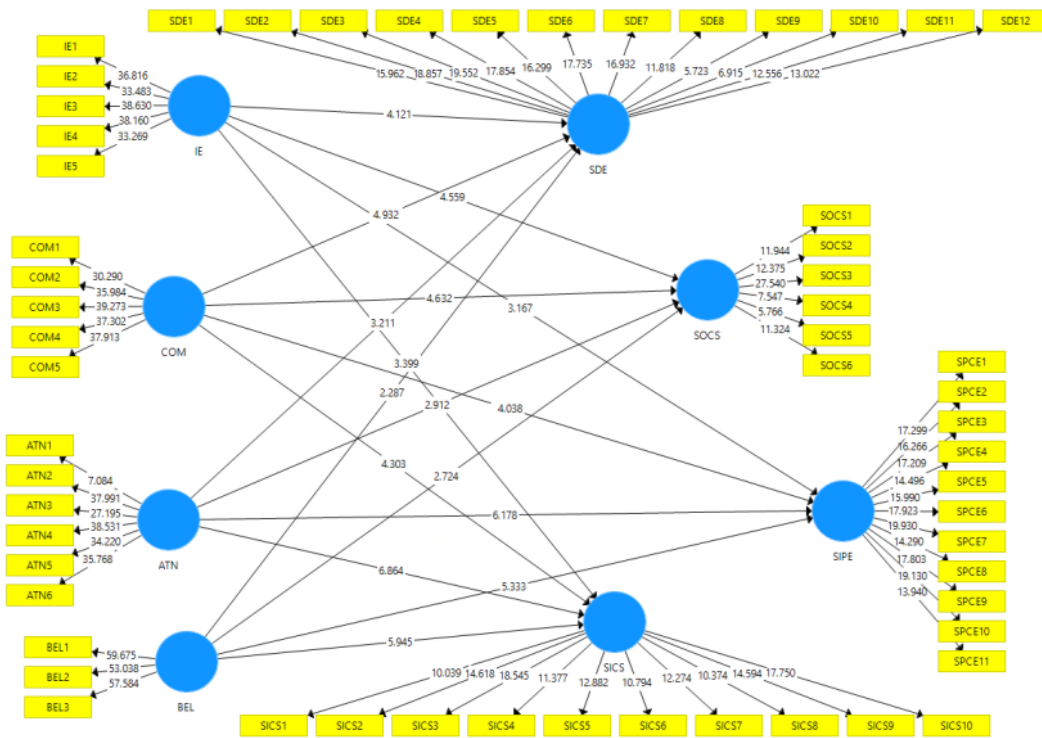 SDE1 SDE2 SDE3 SDE4 SDE5 SDE6 SDE7 SDE8 SDE9 SDE10 SDE11 SDE12
15.962 18.857 19.552 17.854 16.299 17.735 16.932 11.818 5.723 6.915 12.556 13.022
IE1
IE2
IE3
IE4
IE5
36.816
33.483
38.630
38.160
33.269
IE
4.121
SDE
4.932
4.559
COM1
COM2
COM3
COM4
COM5
30.290
35.984
39.273
37.302
37.913
COM
4.632
3.167
3.211
3.399
2.287
2.912
4.038
4.303
2.724
SOCS
11.944
12.375
27.540
7.547
5.766
11.324
SOCS1
SOCS2
SOCS3
SOCS4
SOCS5
SOCS6
ATN1
ATN2
ATN3
ATN4
ATN5
ATN6
7.084
37.991
27.195
38.531
34.220
35.768
ATN
6.178
6.864
5.333
SIPE
17.299
16.266
17.209
14.496
15.990
17.923
19.930
14.290
17.803
19.130
13.940
SPCE1
SPCE2
SPCE3
SPCE4
SPCE5
SPCE6
SPCE7
SPCE8
SPCE9
SPCE10
SPCE11
BEL1
BEL2
BEL3
59.675
53.038
57.584
BEL
5.945
SICS
10.039 14.618 18.545 11.377 12.882 10.794 12.274 10.374 14.594 17.750
SICS1 SICS2 SICS3 SICS4 SICS5 SICS6 SICS7 SICS8 SICS9 SICS10